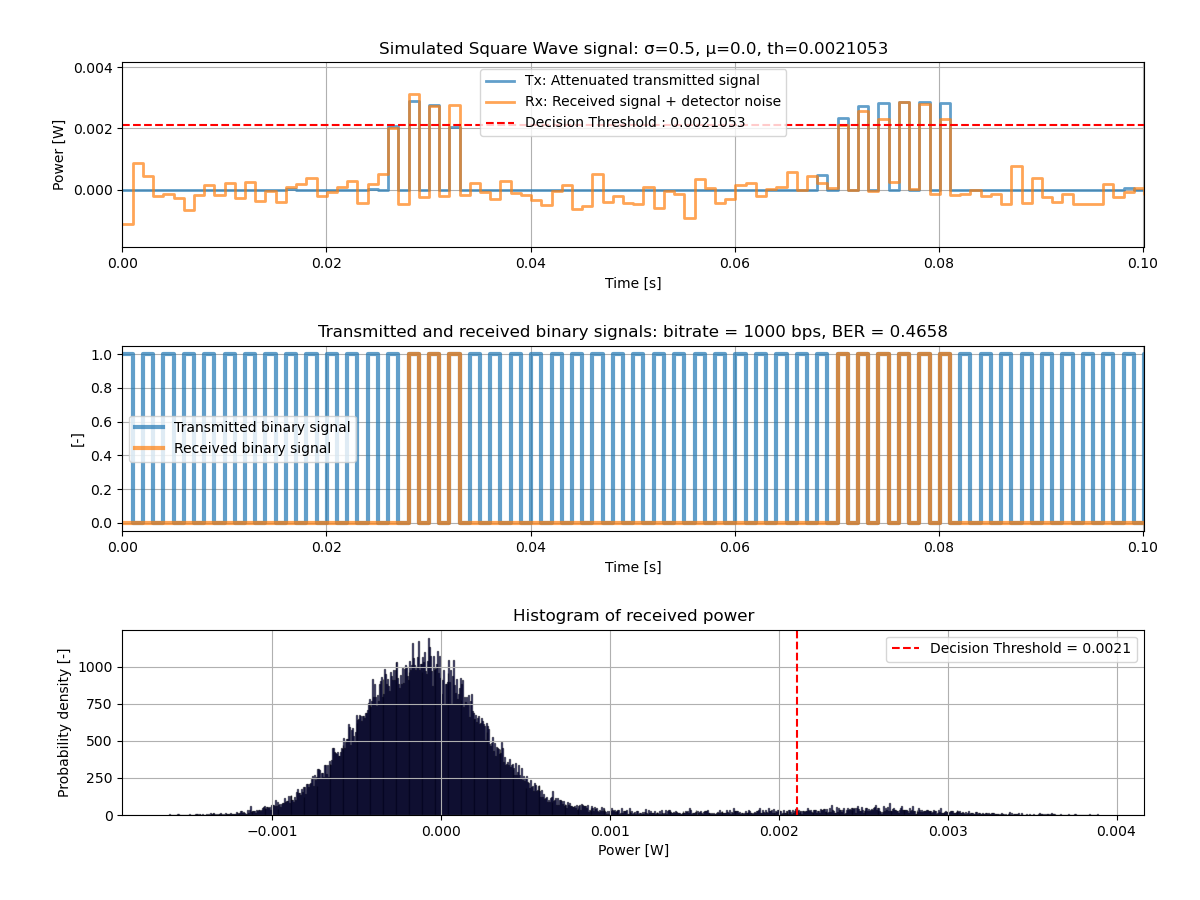 Simulated Square Wave signal: σ=0.5, μ=0.0, th=0.0021053
Power [W]
0.004
0.002
0.000
Tx: Attenuated transmitted signal
Rx: Received signal + detector noise
Decision Threshold : 0.0021053
0.00 0.02 0.04 0.06 0.08 0.10
Time [s]
Transmitted and received binary signals: bitrate = 1000 bps, BER = 0.4658
[-]
1.0
0.8
0.6
0.4
0.2
0.0
Transmitted binary signal
Received binary signal
0.00 0.02 0.04 0.06 0.08 0.10
Time [s]
Histogram of received power
Probability density [-]
1000
750
500
250
0
Decision Threshold = 0.0021
−0.001 0.000 0.001 0.002 0.003 0.004
Power [W]